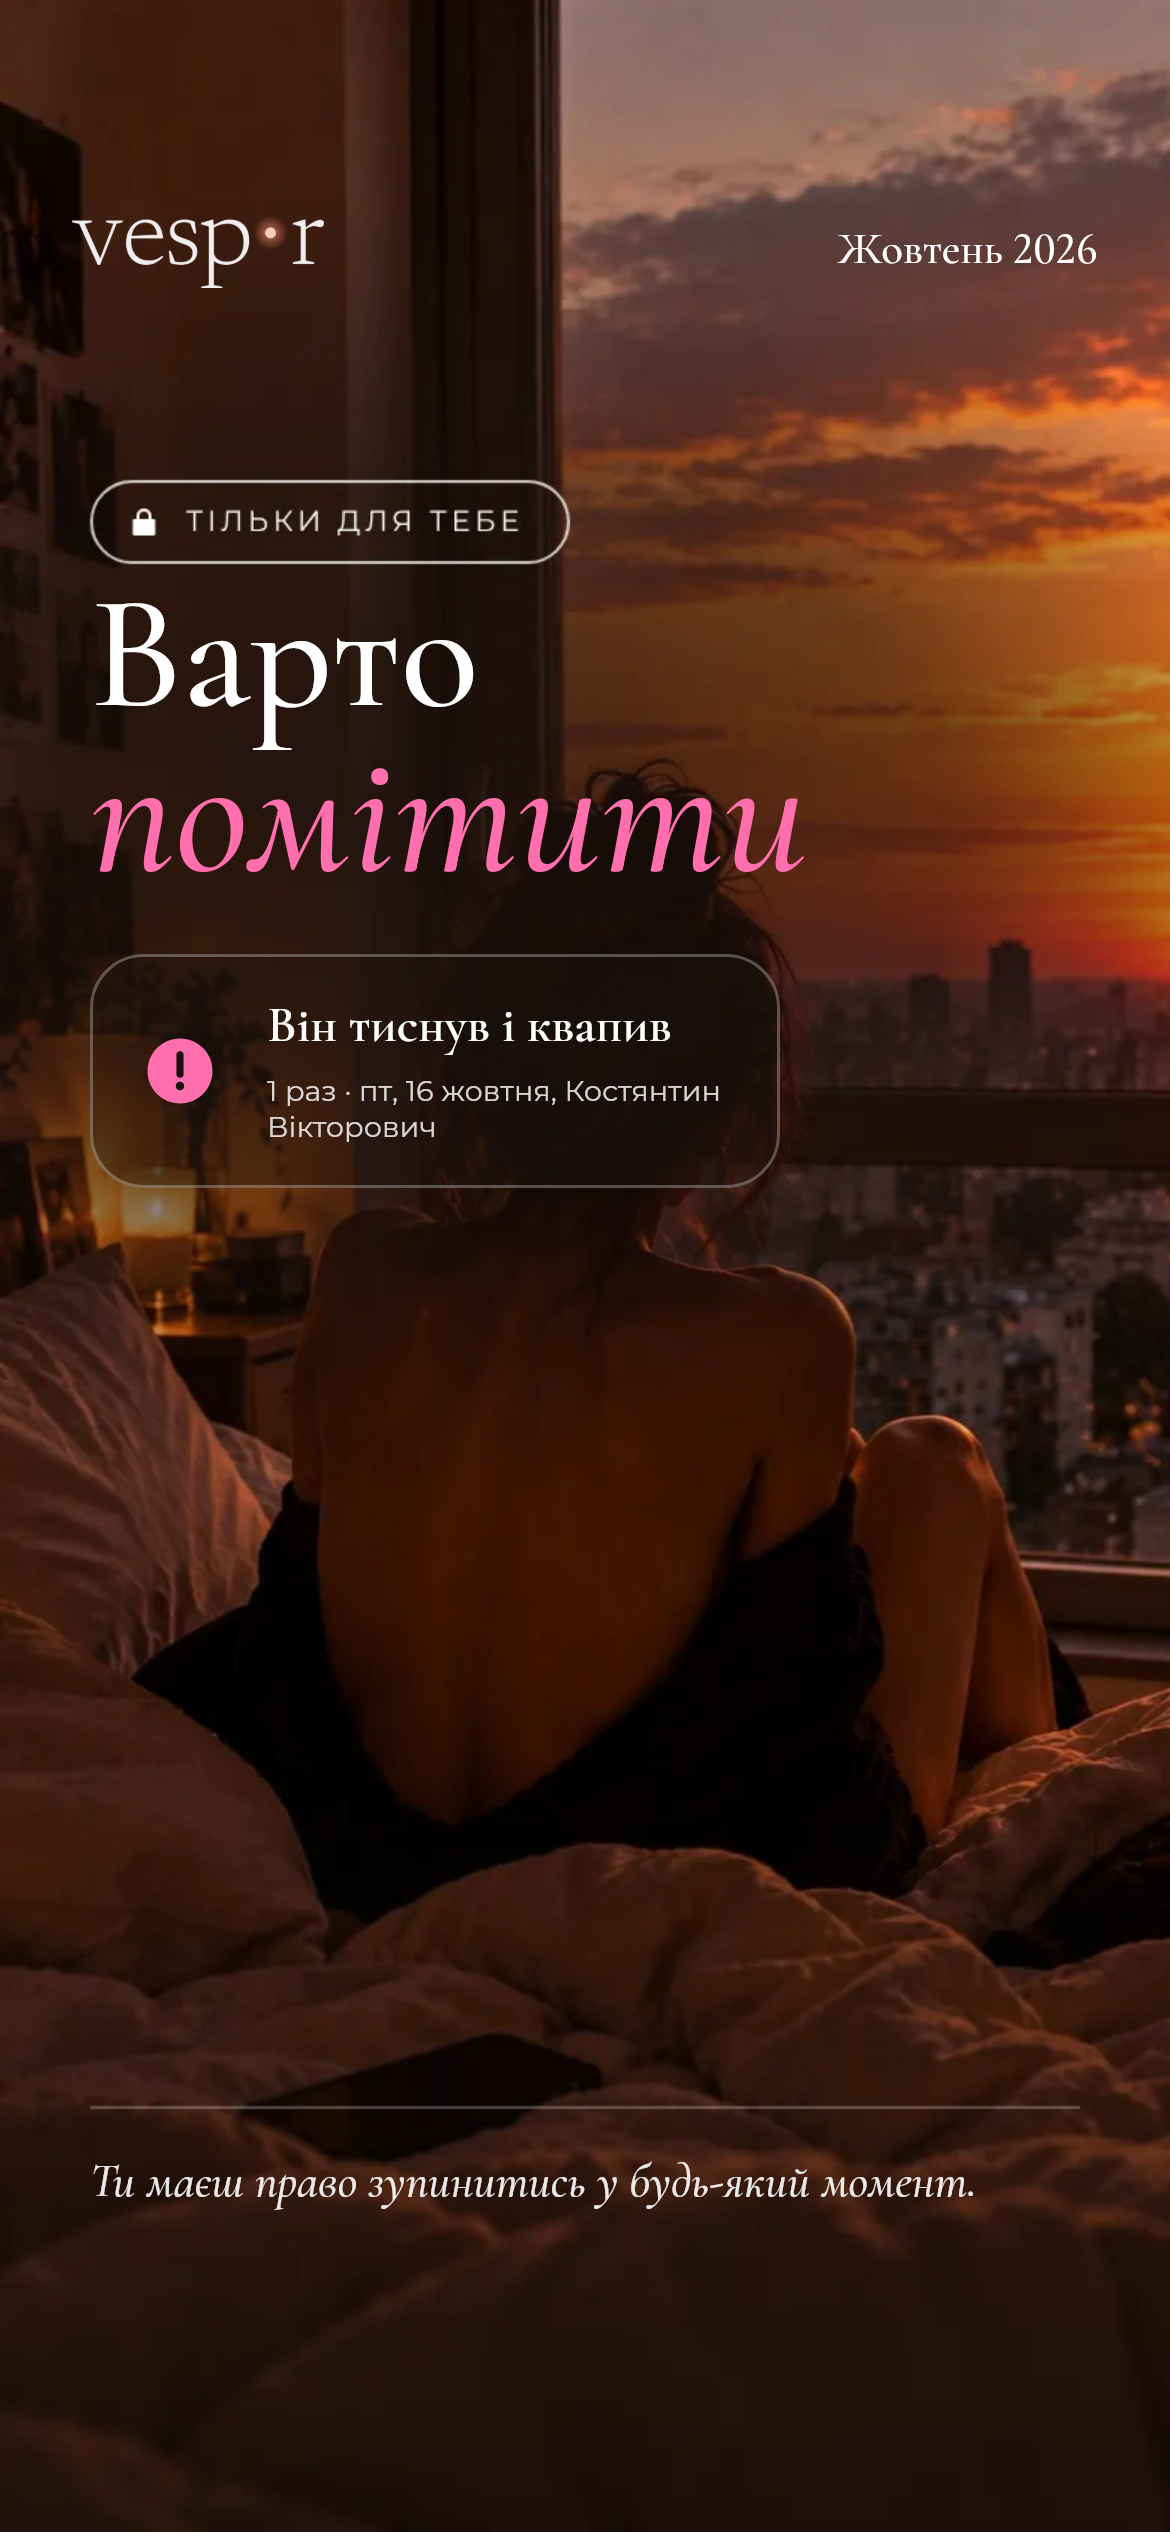 vesp•r
Жовтень 2026
ТІЛЬКИ ДЛЯ ТЕБЕ
Варто
помітити
Він тиснув і квапив
1 раз · пт, 16 жовтня, Костянтин
Вікторович
Ти маєш право зупинитись у будь-який момент.